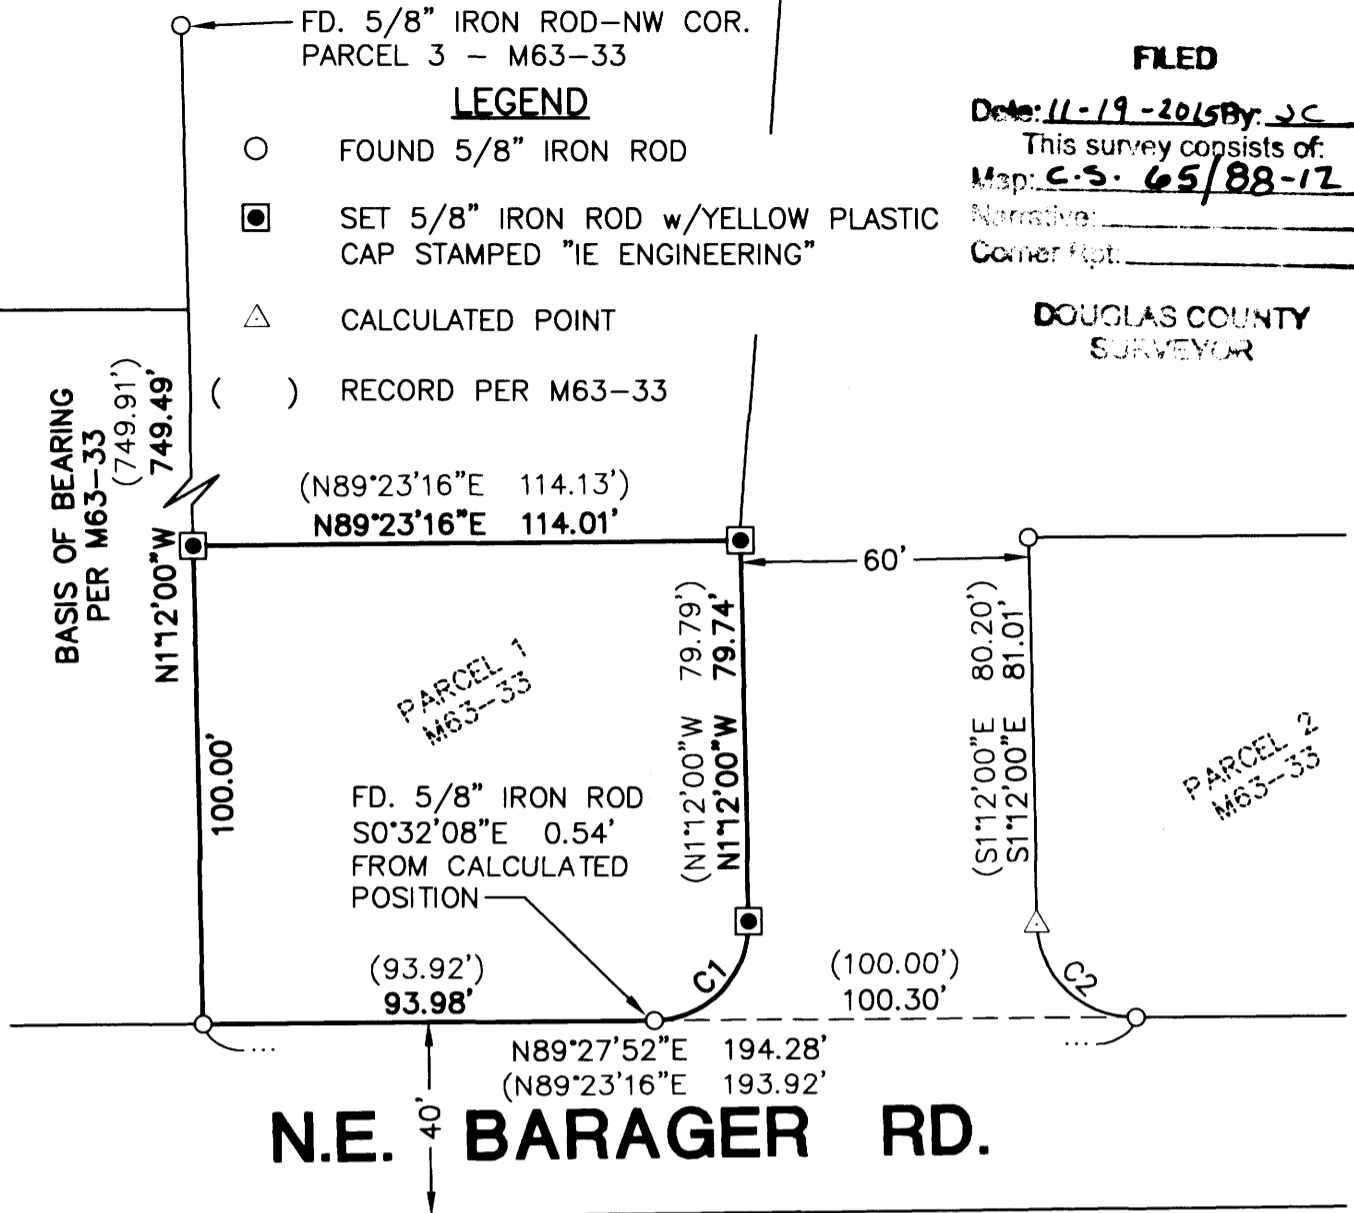 FD. 5/8" IRON ROD-NW COR.
PARCEL 3 - M63-33
LEGEND
FOUND 5/8" IRON ROD
SET 5/8" IRON ROD w/YELLOW PLASTIC
CAP STAMPED "IE ENGINEERING"
CALCULATED POINT
( ) RECORD PER M63-33
FILED
Date: 11-19-2015 By: JC
This survey consists of:
Map: C.S. 65/88-12
Narrative:
Corner Rpt:
DOUGLAS COUNTY
SURVEYOR
BASIS OF BEARING
PER M63-33
(749.91')
749.49'
N1°12'00"W
(N89°23'16"E 114.13')
N89°23'16"E 114.01'
60'
(N1°12'00"W 79.79')
N1°12'00"W 79.74'
(S1°12'00"E 80.20')
S1°12'00"E 81.01'
PARCEL 1
M63-33
PARCEL 2
M63-33
100.00'
FD. 5/8" IRON ROD
S0°32'08"E 0.54'
FROM CALCULATED
POSITION
(93.92')
93.98'
C1
(100.00')
100.30'
C2
...
...
N89°27'52"E 194.28'
(N89°23'16"E 193.92'
40'
N.E. BARAGER RD.